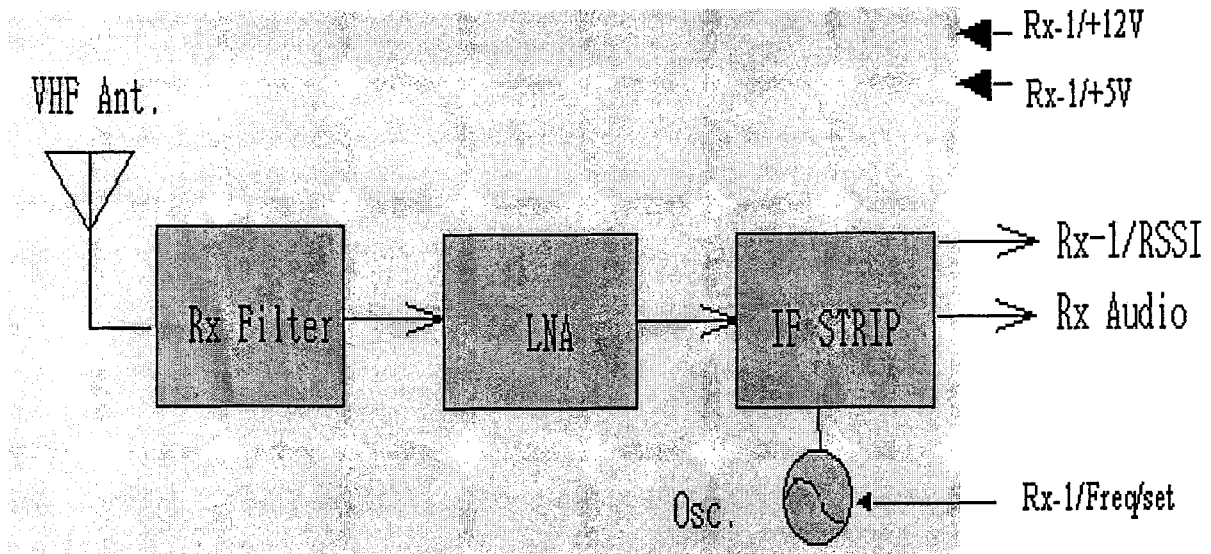 Rx-1/+12V
VHF Ant.
Rx-1/+5V
Rx-1/RSSI
Rx Filter
LNA
IF STRIP
Rx Audio
Osc.
Rx-1/Freq/set